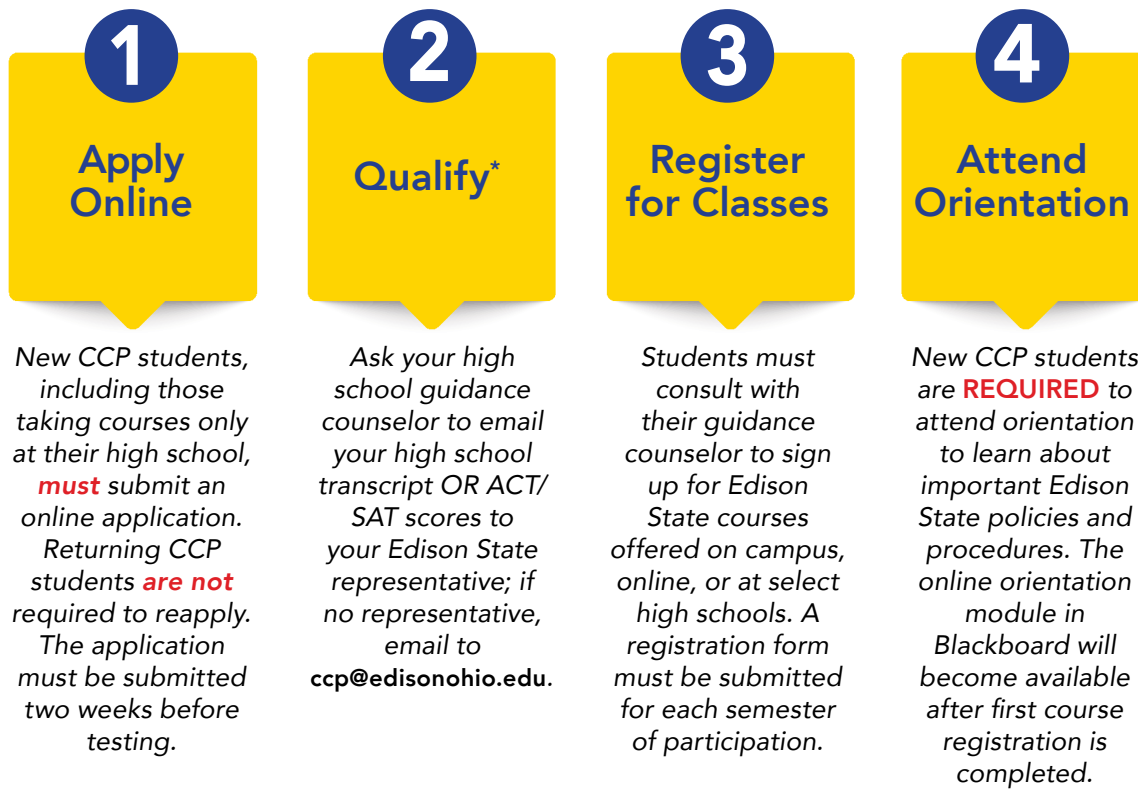 1
Apply
Online
New CCP students,
including those
taking courses only
at their high school,
must submit an
online application.
Returning CCP
students are not
required to reapply.
The application
must be submitted
two weeks before
testing.
2
Qualify*
Ask your high
school guidance
counselor to email
your high school
transcript OR ACT/
SAT scores to
your Edison State
representative; if
no representative,
email to
ccp@edisonohio.edu.
3
Register
for Classes
Students must
consult with
their guidance
counselor to sign
up for Edison
State courses
offered on campus,
online, or at select
high schools. A
registration form
must be submitted
for each semester
of participation.
4
Attend
Orientation
New CCP students
are REQUIRED to
attend orientation
to learn about
important Edison
State policies and
procedures. The
online orientation
module in
Blackboard will
become available
after first course
registration is
completed.